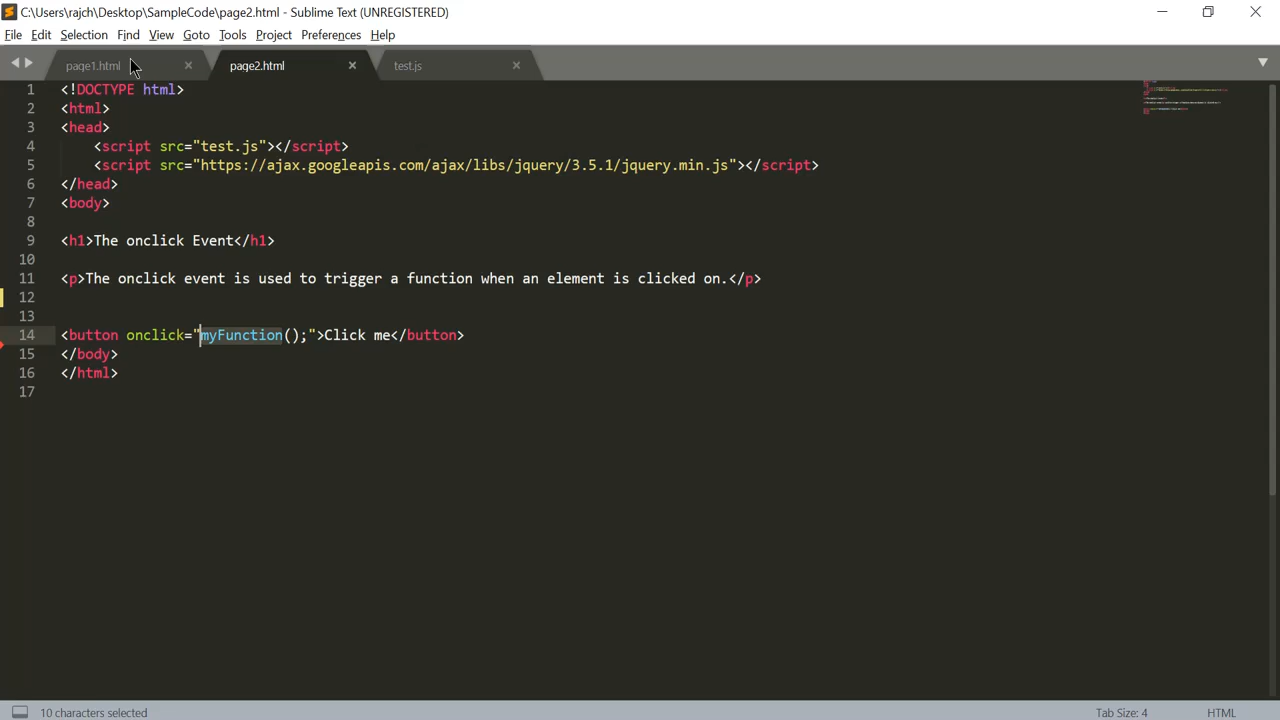 C:\Users\rajch\Desktop\SampleCode\page2.html - Sublime Text (UNREGISTERED)
File Edit Selection Find View Goto Tools Project Preferences Help
page1.html page2.html test.js
1 <!DOCTYPE html>
2 <html>
3 <head>
4 <script src="test.js"></script>
5 <script src="https://ajax.googleapis.com/ajax/libs/jquery/3.5.1/jquery.min.js"></script>
6 </head>
7 <body>
8
9 <h1>The onclick Event</h1>
10
11 <p>The onclick event is used to trigger a function when an element is clicked on.</p>
12
13
14 <button onclick="myFunction();">Click me</button>
15 </body>
16 </html>
17
10 characters selected Tab Size: 4 HTML